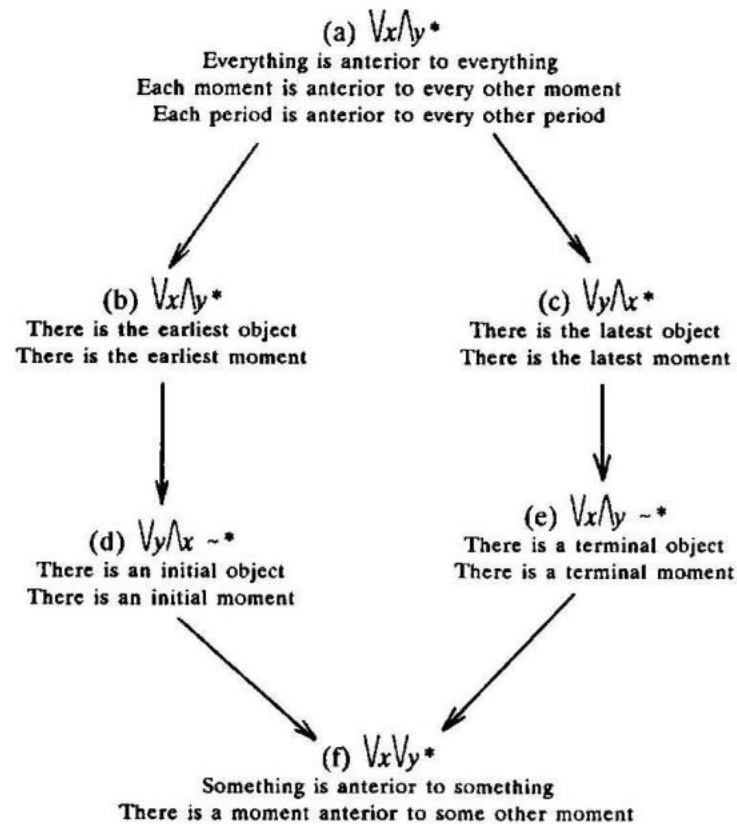 (a) ⋁x⋀y*
Everything is anterior to everything
Each moment is anterior to every other moment
Each period is anterior to every other period
(b) ⋁x⋀y*
There is the earliest object
There is the earliest moment
(c) ⋁y⋀x*
There is the latest object
There is the latest moment
(d) ⋁y⋀x ~*
There is an initial object
There is an initial moment
(e) ⋁x⋀y ~*
There is a terminal object
There is a terminal moment
(f) ⋁x⋁y*
Something is anterior to something
There is a moment anterior to some other moment